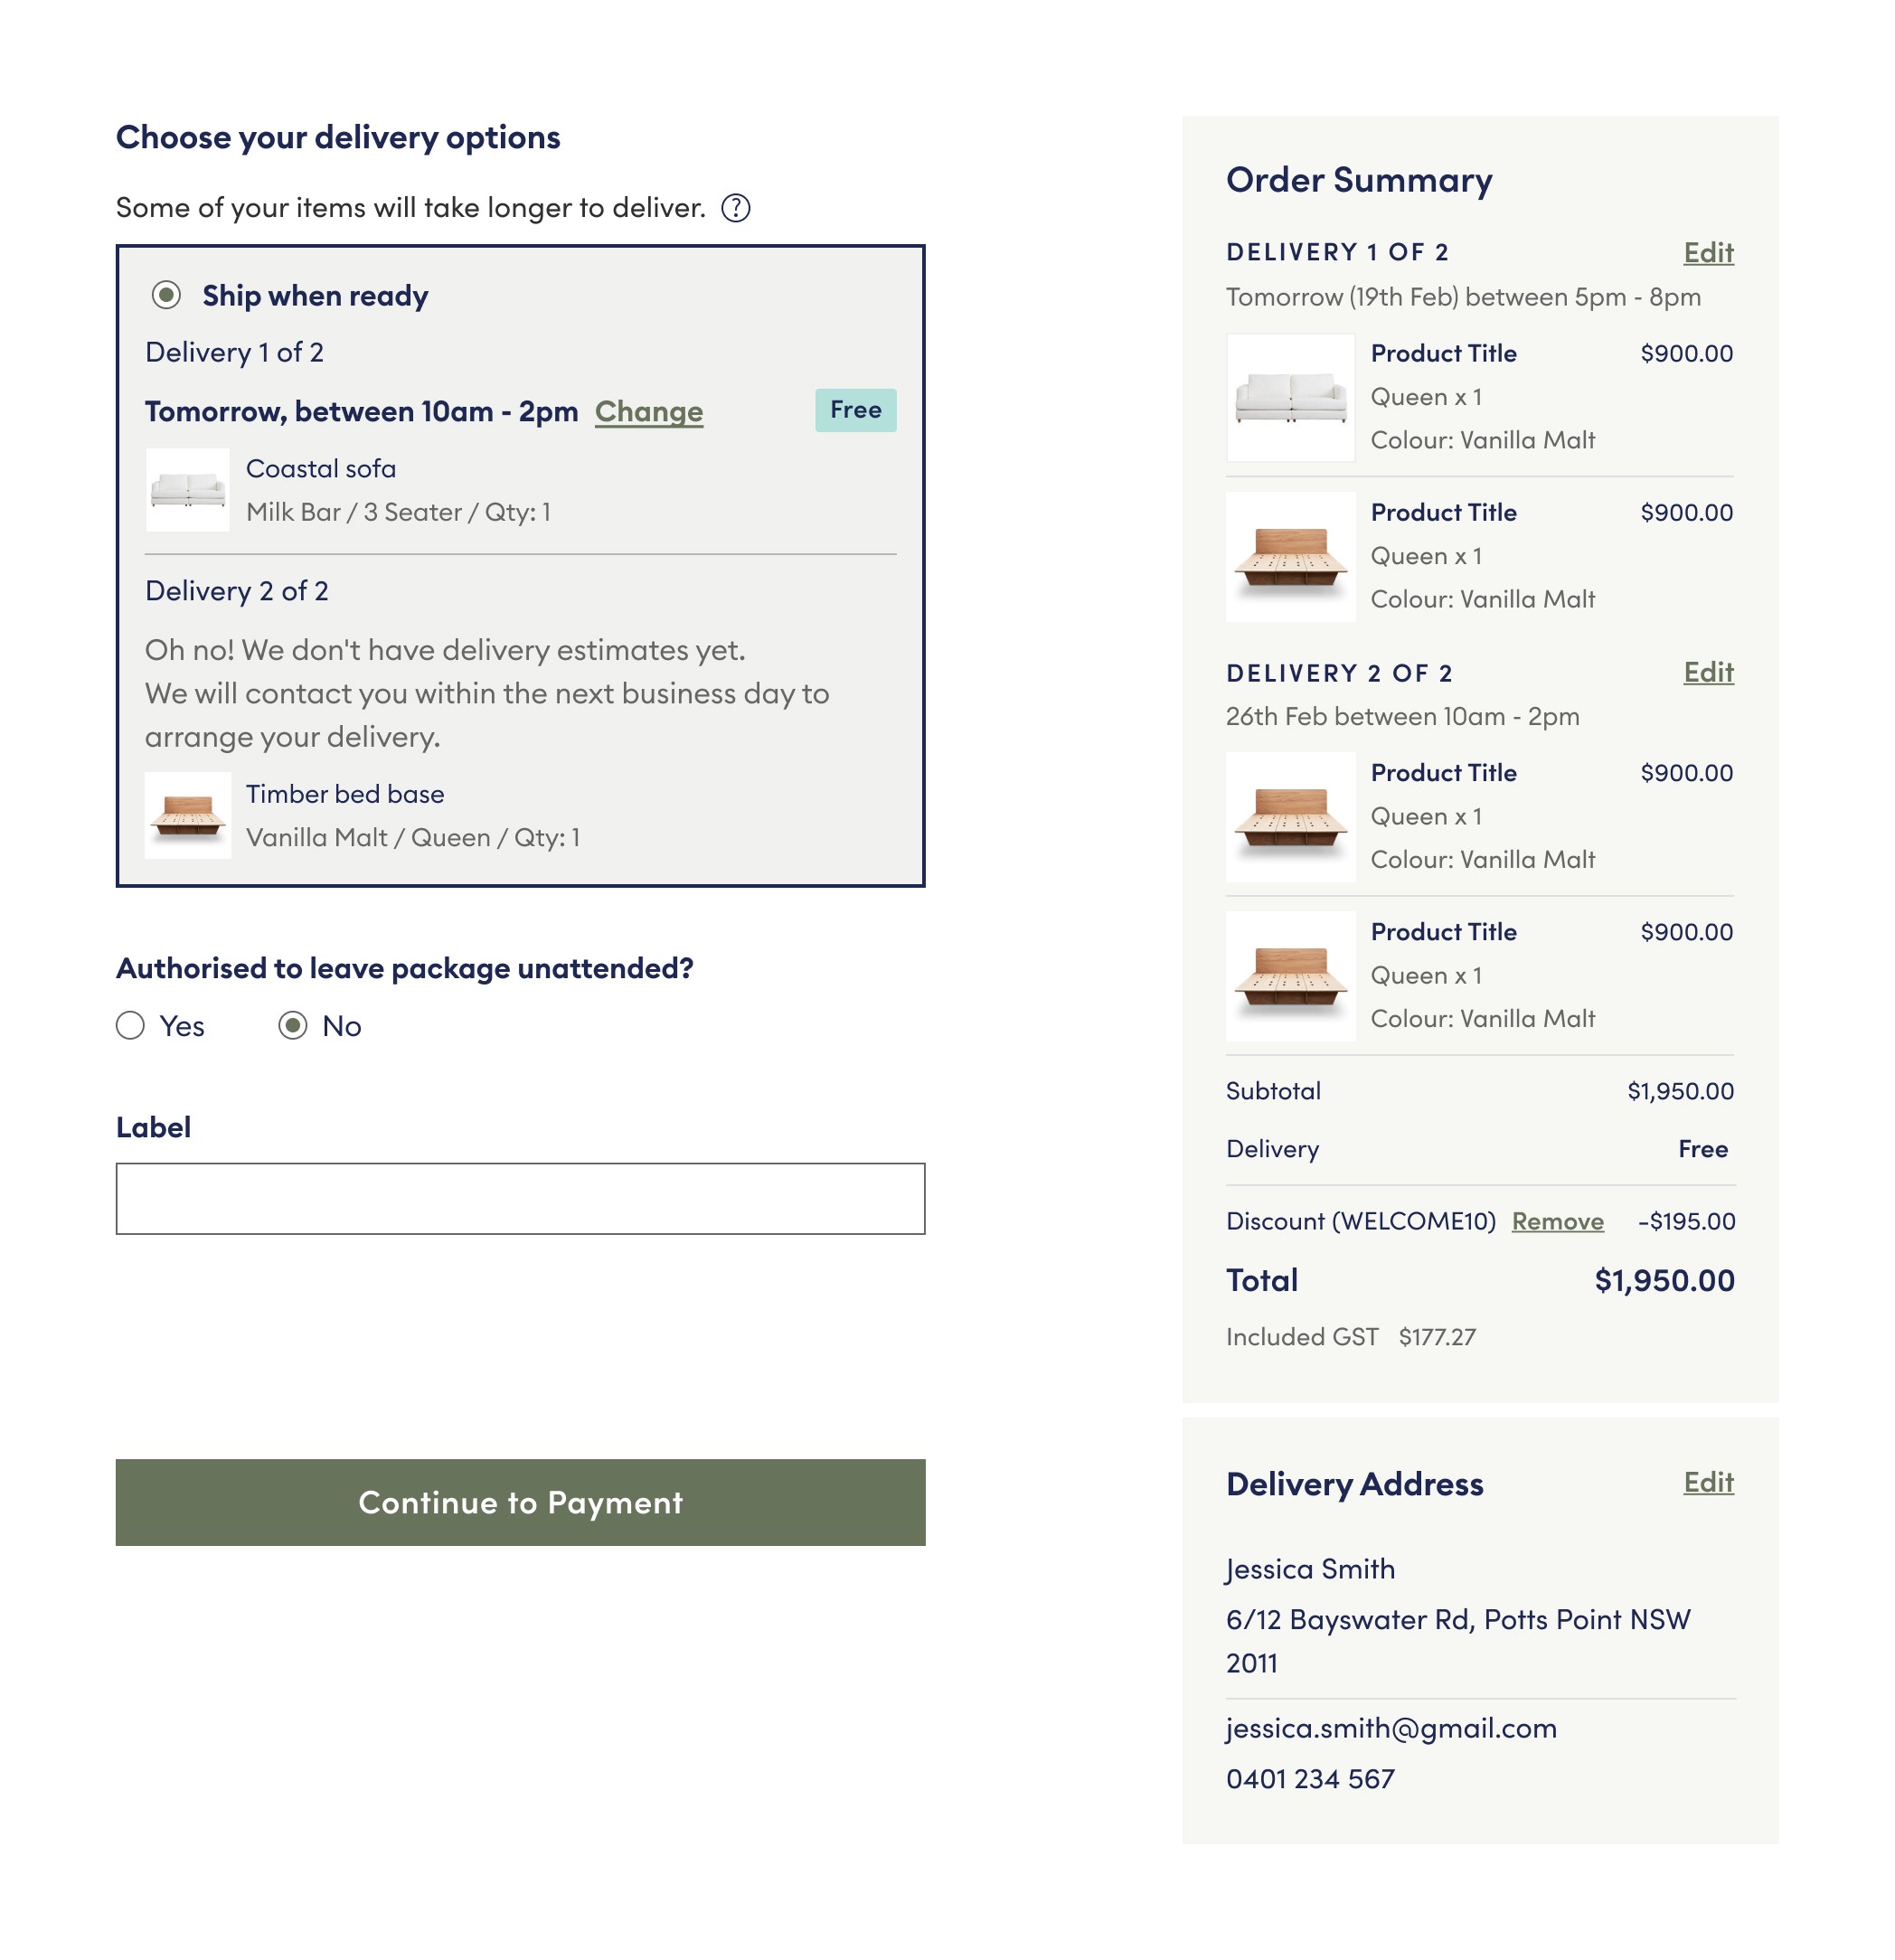 Choose your delivery options
Some of your items will take longer to deliver. ?
Ship when ready
Delivery 1 of 2
Tomorrow, between 10am - 2pm Change Free
Coastal sofa
Milk Bar / 3 Seater / Qty: 1
Delivery 2 of 2
Oh no! We don't have delivery estimates yet.
We will contact you within the next business day to
arrange your delivery.
Timber bed base
Vanilla Malt / Queen / Qty: 1
Authorised to leave package unattended?
Yes No
Label
Continue to Payment
Order Summary
DELIVERY 1 OF 2 Edit
Tomorrow (19th Feb) between 5pm - 8pm
Product Title $900.00
Queen x 1
Colour: Vanilla Malt
Product Title $900.00
Queen x 1
Colour: Vanilla Malt
DELIVERY 2 OF 2 Edit
26th Feb between 10am - 2pm
Product Title $900.00
Queen x 1
Colour: Vanilla Malt
Product Title $900.00
Queen x 1
Colour: Vanilla Malt
Subtotal $1,950.00
Delivery Free
Discount (WELCOME10) Remove -$195.00
Total $1,950.00
Included GST $177.27
Delivery Address Edit
Jessica Smith
6/12 Bayswater Rd, Potts Point NSW
2011
jessica.smith@gmail.com
0401 234 567